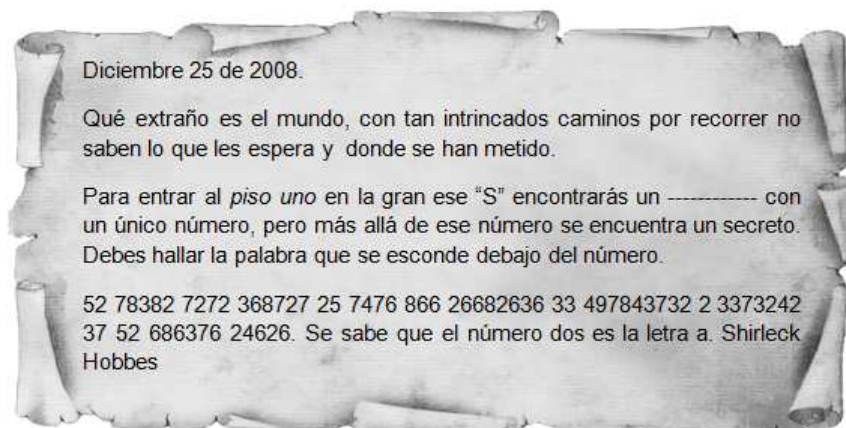 Diciembre 25 de 2008.
Qué extraño es el mundo, con tan intrincados caminos por recorrer no
saben lo que les espera y donde se han metido.
Para entrar al piso uno en la gran ese “S” encontrarás un ------------ con
un único número, pero más allá de ese número se encuentra un secreto.
Debes hallar la palabra que se esconde debajo del número.
52 78382 7272 368727 25 7476 866 26682636 33 497843732 2 3373242
37 52 686376 24626. Se sabe que el número dos es la letra a. Shirleck
Hobbes